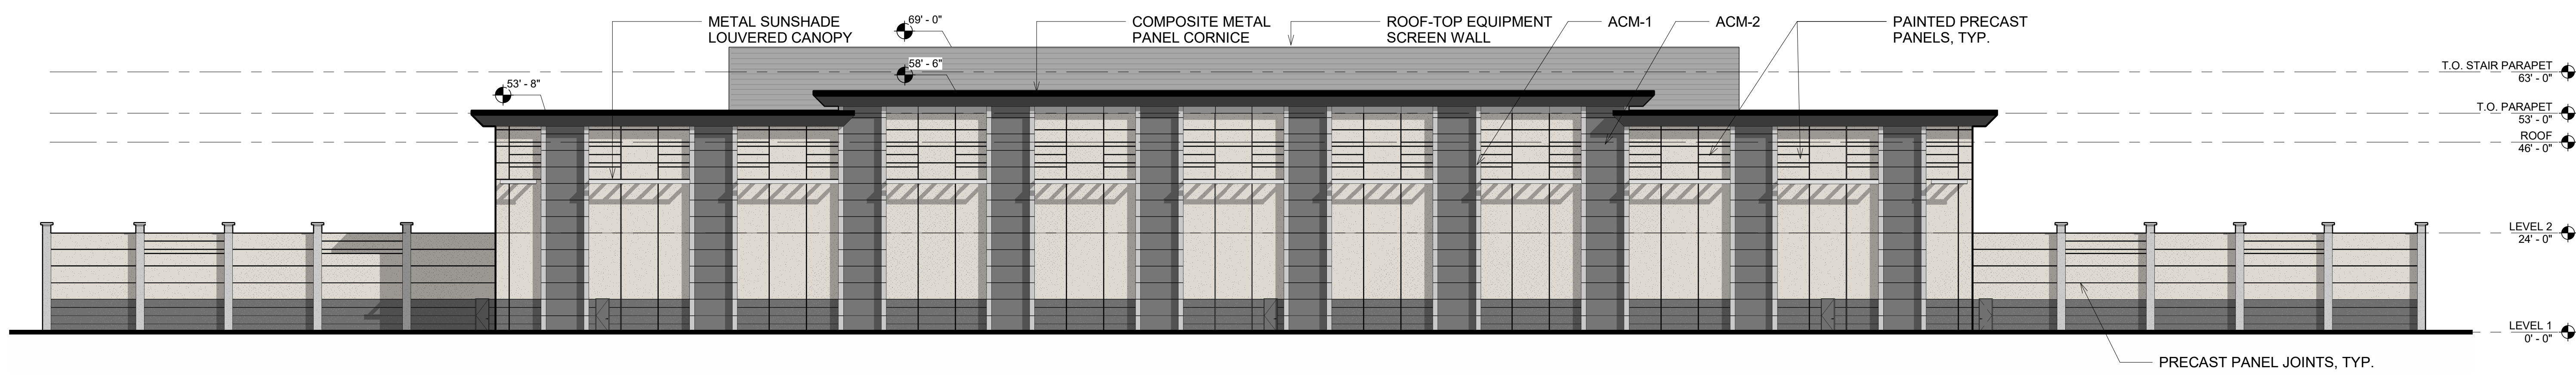 METAL SUNSHADE
LOUVERED CANOPY
69' - 0"
COMPOSITE METAL
PANEL CORNICE
ROOF-TOP EQUIPMENT
SCREEN WALL
ACM-1
ACM-2
PAINTED PRECAST
PANELS, TYP.
58' - 6"
53' - 8"
T.O. STAIR PARAPET
63' - 0"
T.O. PARAPET
53' - 0"
ROOF
46' - 0"
LEVEL 2
24' - 0"
LEVEL 1
0' - 0"
PRECAST PANEL JOINTS, TYP.